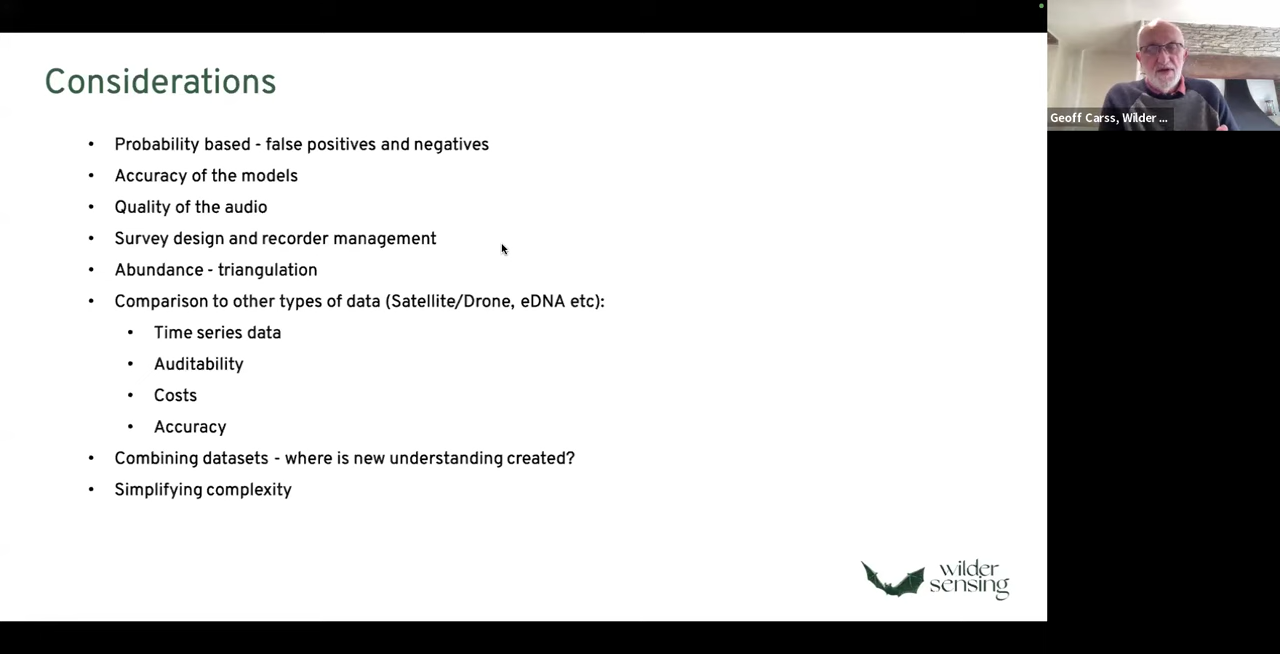 Considerations
• Probability based - false positives and negatives
• Accuracy of the models
• Quality of the audio
• Survey design and recorder management
• Abundance - triangulation
• Comparison to other types of data (Satellite/Drone, eDNA etc):
• Time series data
• Auditability
• Costs
• Accuracy
• Combining datasets - where is new understanding created?
• Simplifying complexity
wilder
sensing
Geoff Carss, Wilder ...